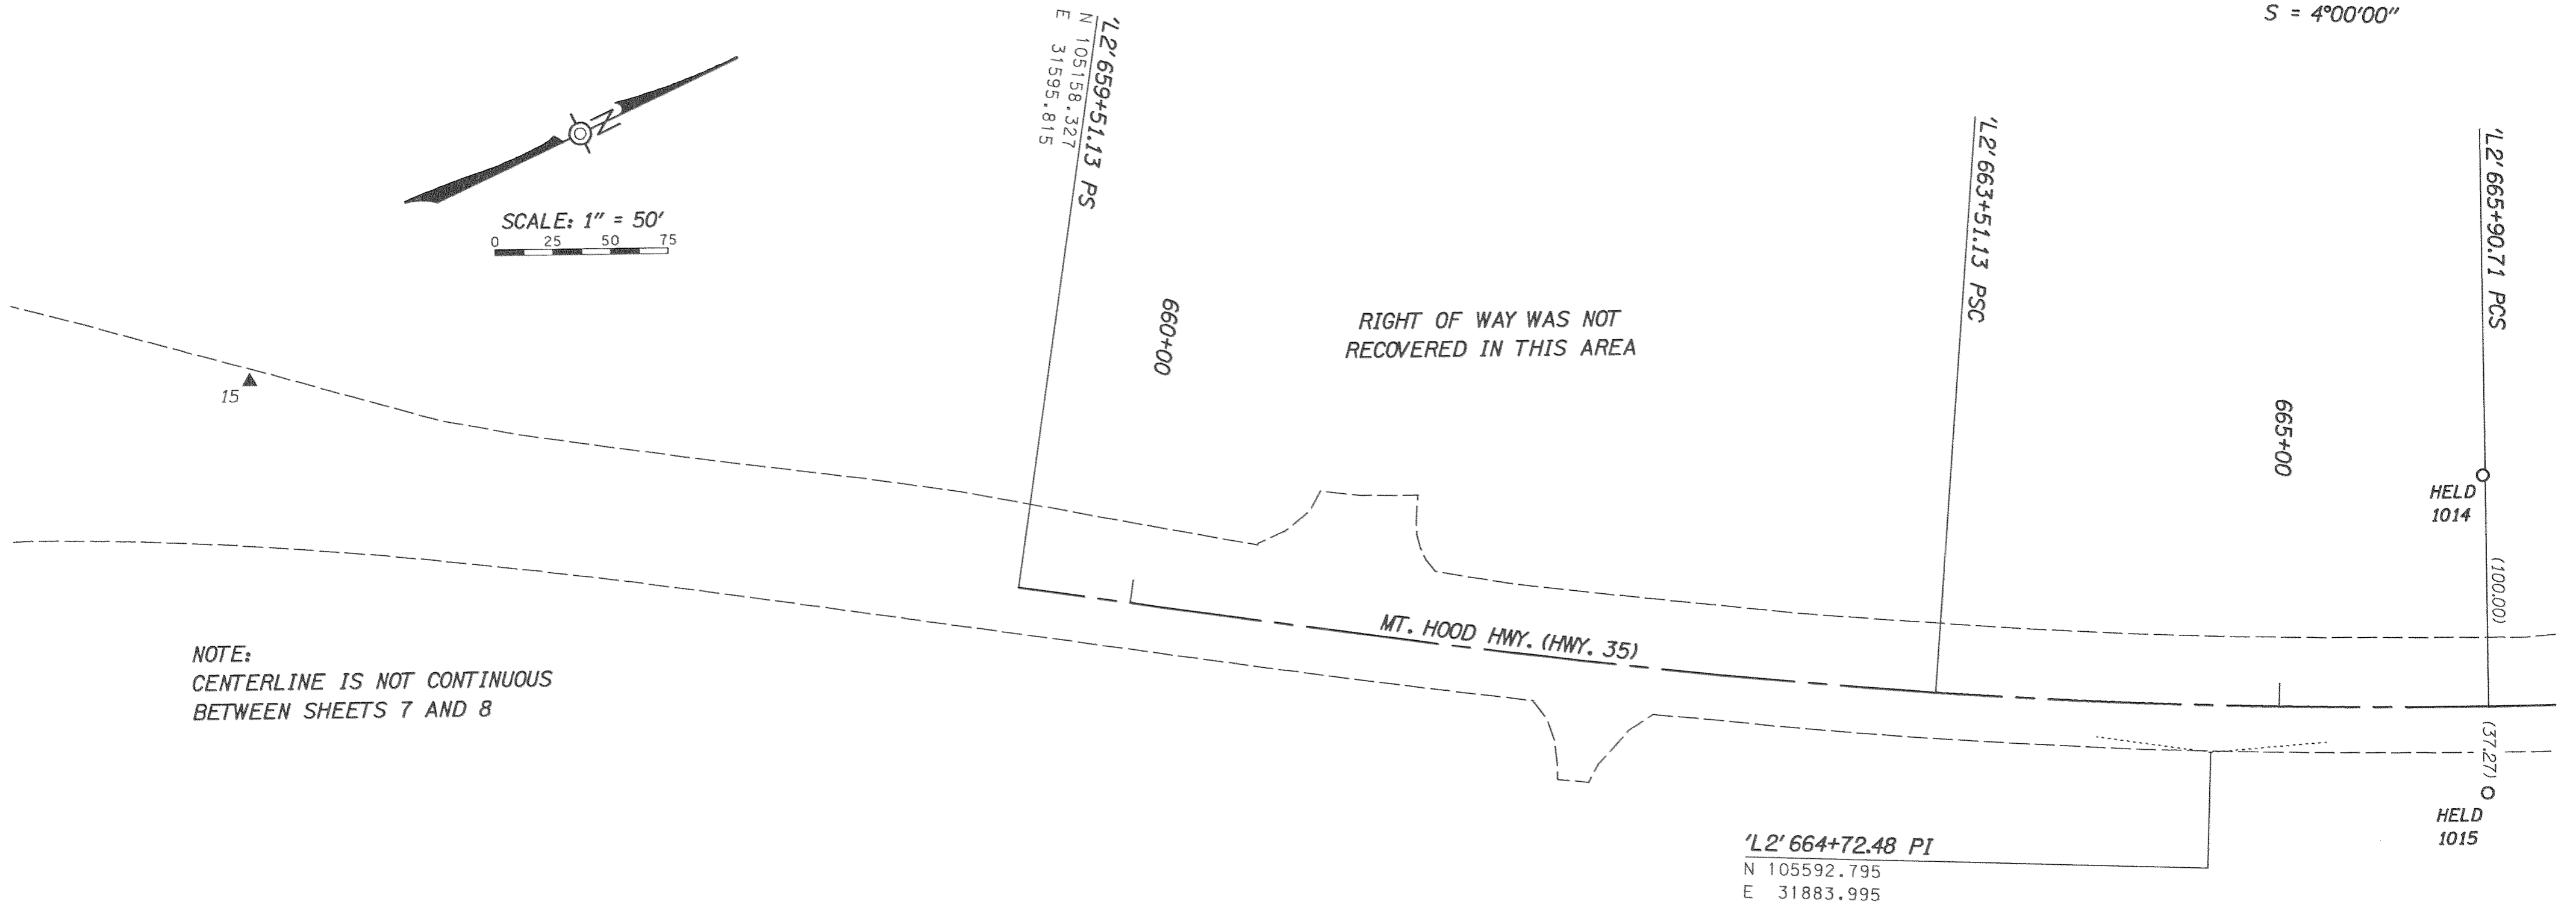 S = 4°00'00"
'L2' 659+51.13 PS
N 105158.327
E 31595.815
N
SCALE: 1" = 50'
0 25 50 75
'L2' 663+51.13 PSC
'L2' 665+90.71 PCS
660+00
RIGHT OF WAY WAS NOT
RECOVERED IN THIS AREA
15
665+00
HELD
1014
(100.00)
MT. HOOD HWY. (HWY. 35)
NOTE:
CENTERLINE IS NOT CONTINUOUS
BETWEEN SHEETS 7 AND 8
(37.27)
HELD
1015
'L2' 664+72.48 PI
N 105592.795
E 31883.995